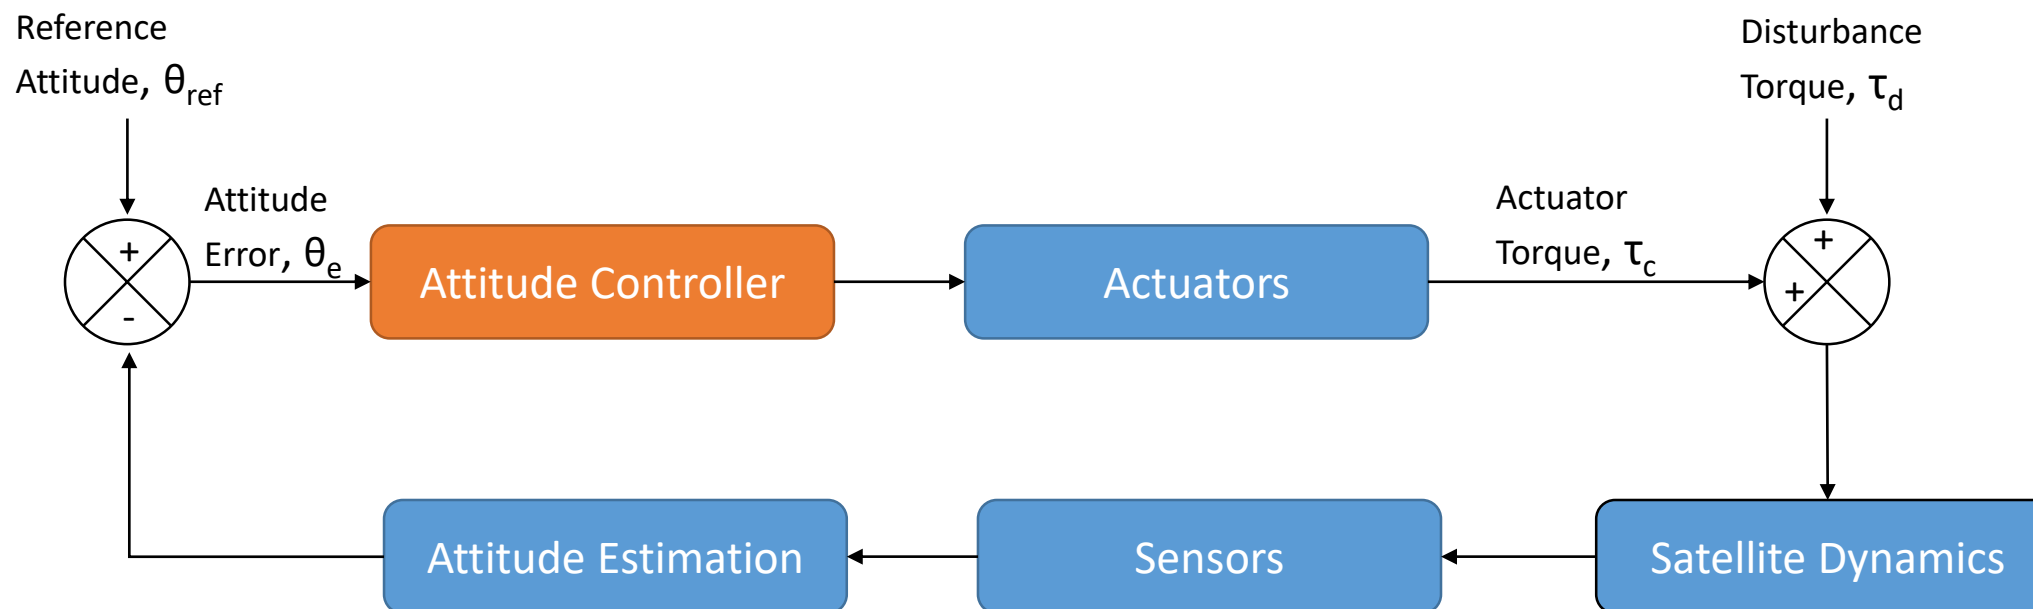 Reference
Attitude, θref
Disturbance
Torque, τd
Attitude
Error, θe
Actuator
Torque, τc
+
-
Attitude Controller
Actuators
+
+
Attitude Estimation
Sensors
Satellite Dynamics